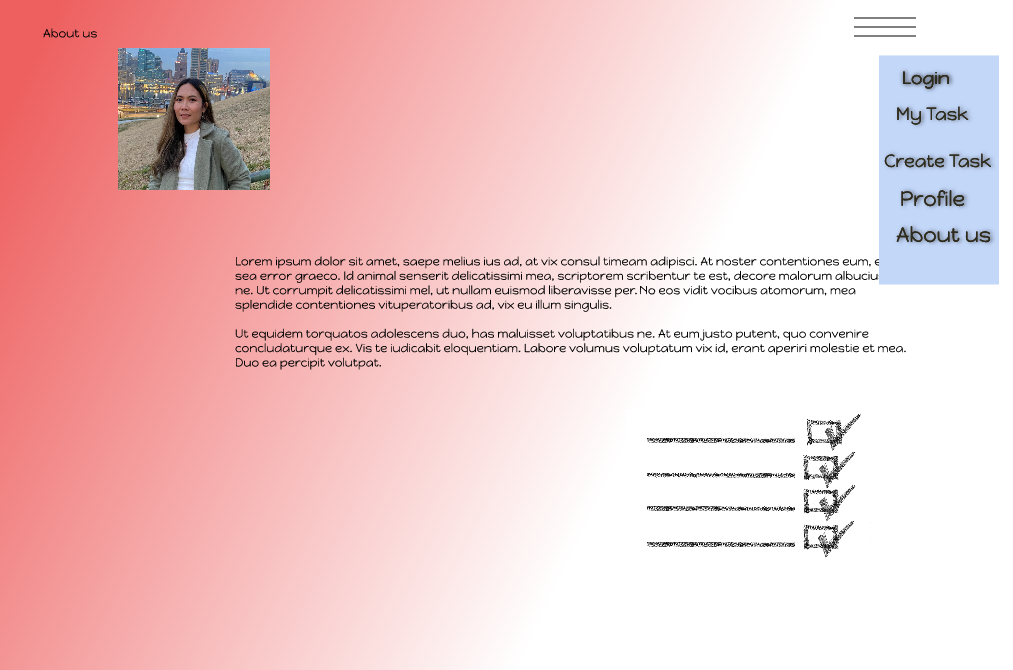 About us
Login
My Task
Create Task
Profile
About us
Lorem ipsum dolor sit amet, saepe melius ius ad, at vix consul timeam adipisci. At noster contentiones eum,
sea error graeco. Id animal senserit delicatissimi mea, scriptorem scribentur te est, decore malorum
ne. Ut corrumpit delicatissimi mel, ut nullam euismod liberavisse per. No eos vidit vocibus atomorum, mea
splendide contentiones vituperatoribus ad, vix eu illum singulis.
Ut equidem torquatos adolescens duo, has maluisset voluptatibus ne. At eum justo putent, quo convenire
concludaturque ex. Vis te iudicabit eloquentiam. Labore volumus voluptatum vix id, erant aperiri molestie et mea.
Duo ea percipit volutpat.